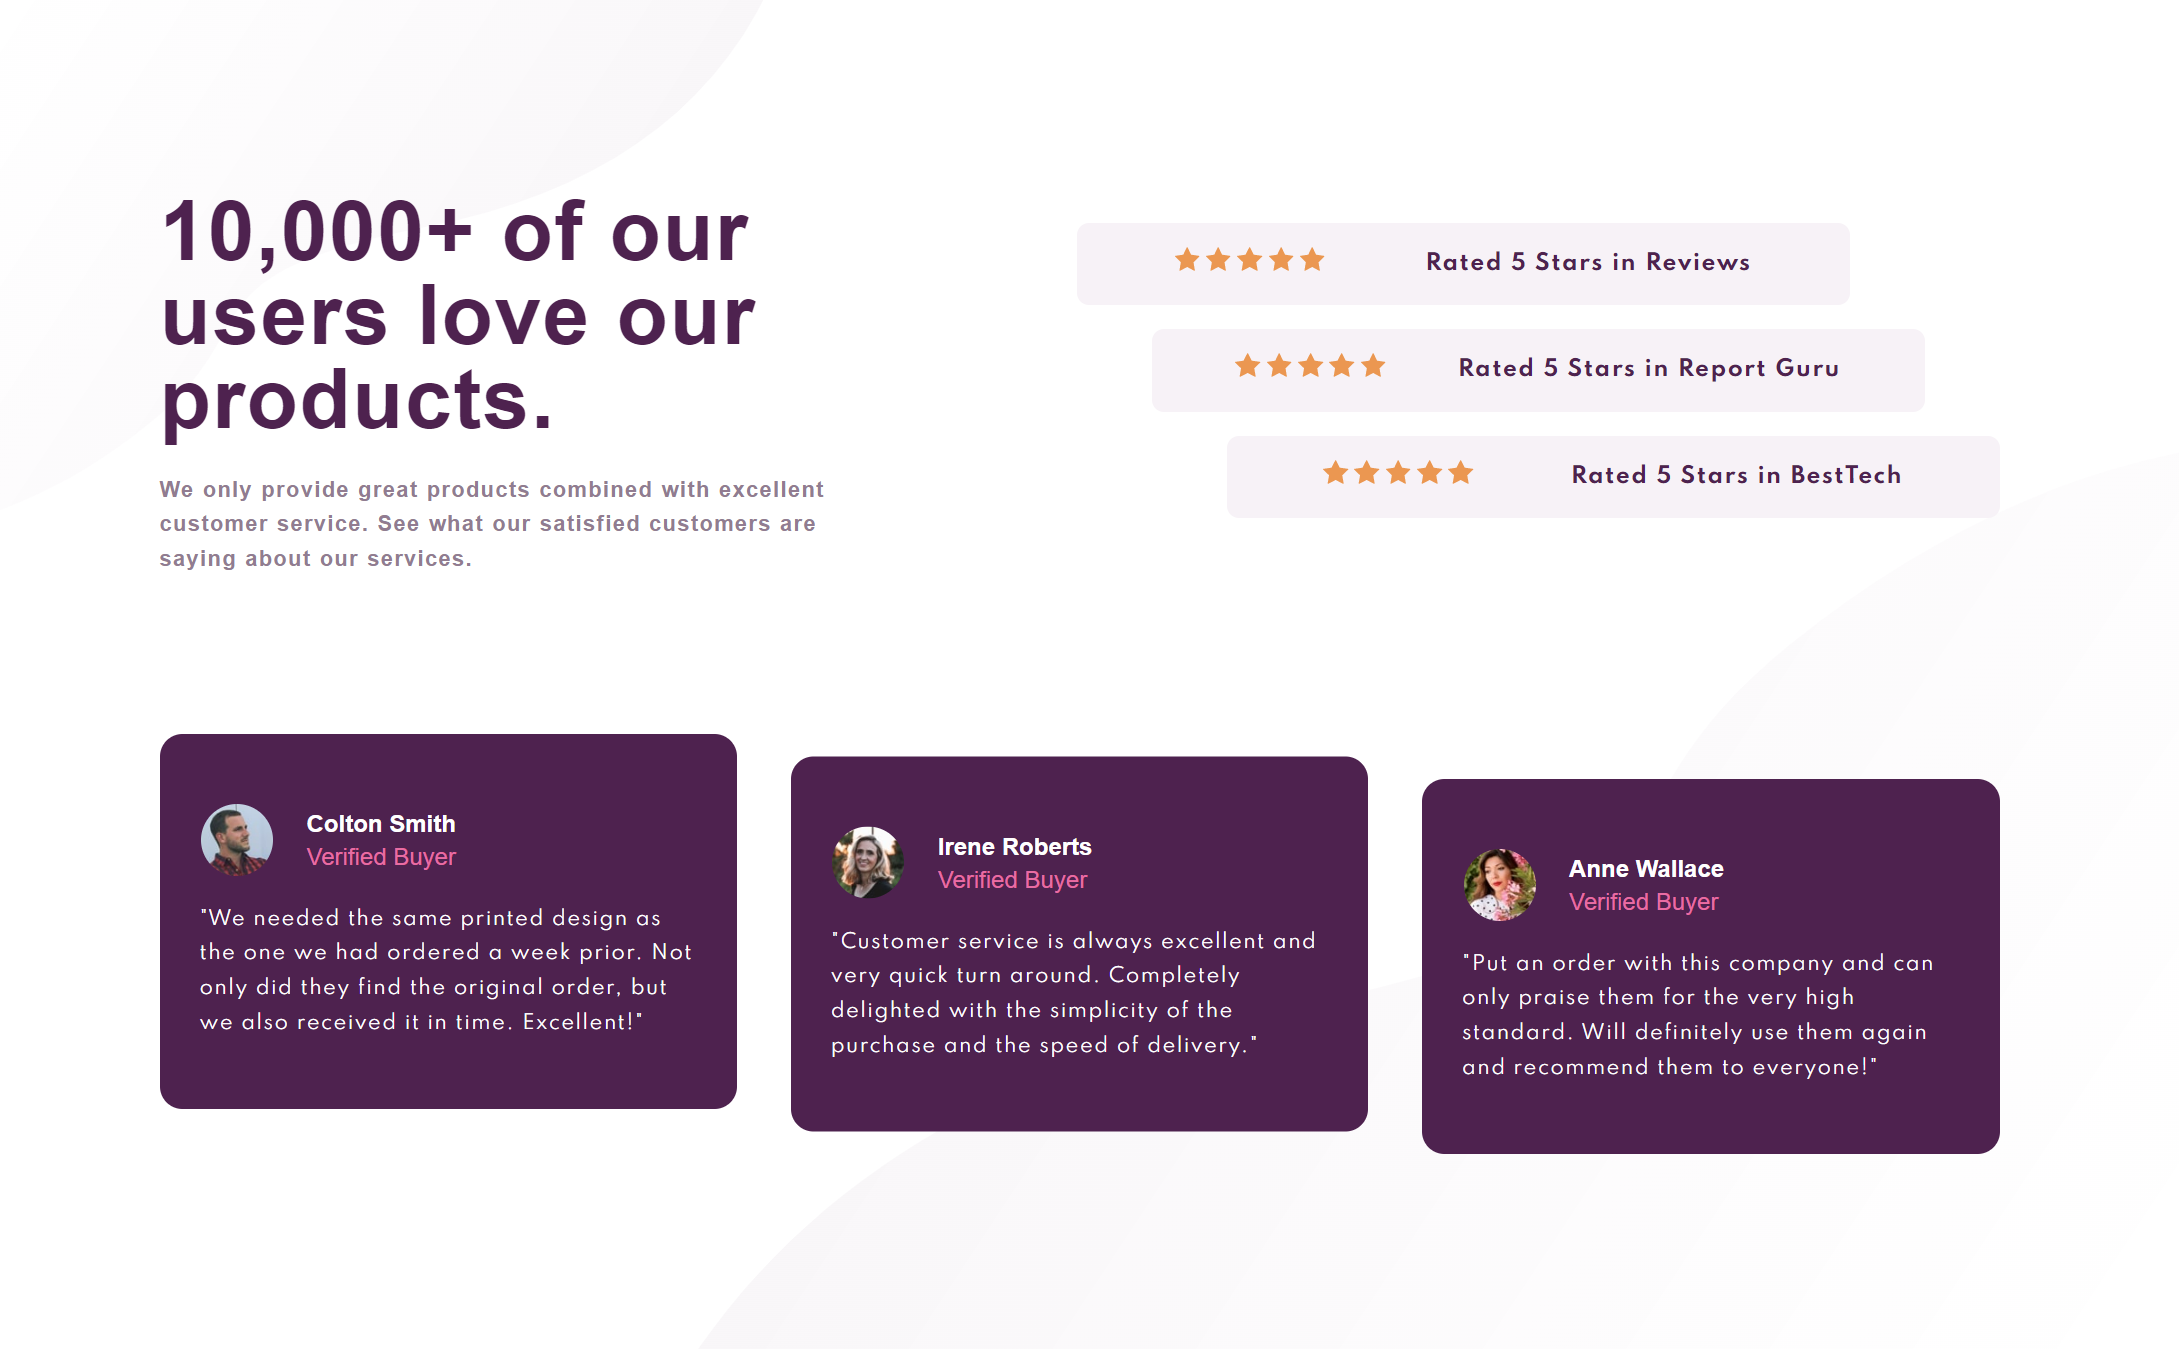 10,000+ of our
users love our
products.
We only provide great products combined with excellent
customer service. See what our satisfied customers are
saying about our services.
Rated 5 Stars in Reviews
Rated 5 Stars in Report Guru
Rated 5 Stars in BestTech
Colton Smith
Verified Buyer
"We needed the same printed design as
the one we had ordered a week prior. Not
only did they find the original order, but
we also received it in time. Excellent!"
Irene Roberts
Verified Buyer
"Customer service is always excellent and
very quick turn around. Completely
delighted with the simplicity of the
purchase and the speed of delivery."
Anne Wallace
Verified Buyer
"Put an order with this company and can
only praise them for the very high
standard. Will definitely use them again
and recommend them to everyone!"